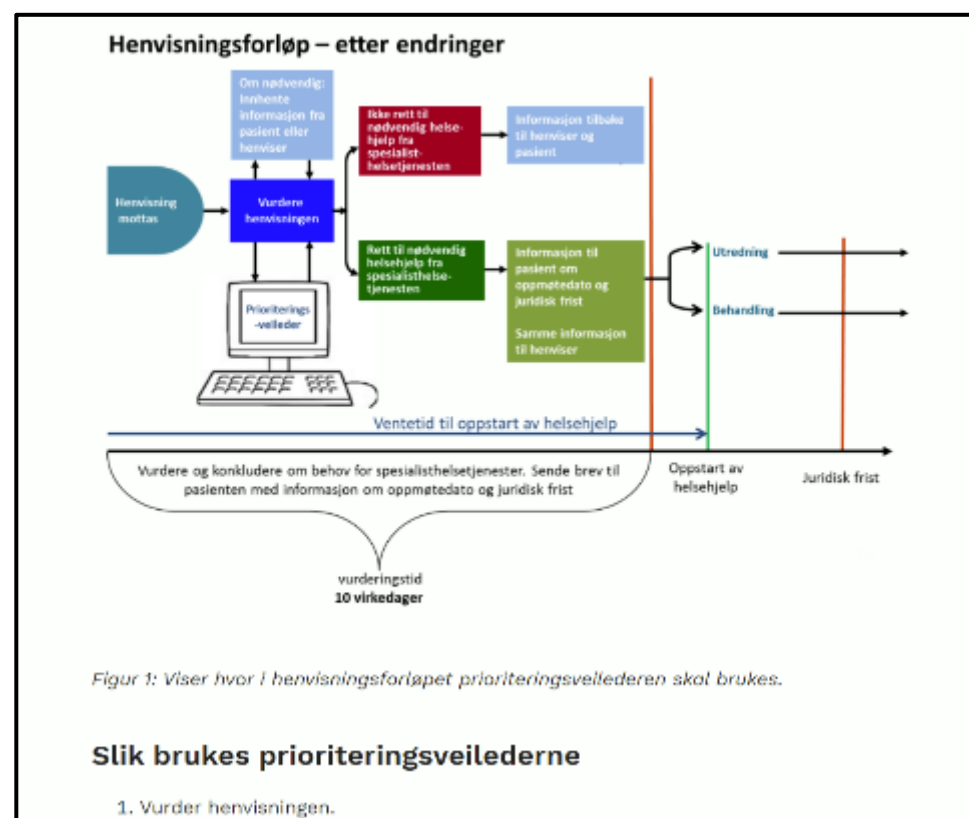 Henvisningsforløp – etter endringer
Om nødvendig:
Innhente
informasjon fra
pasient eller
henviser
Ikke rett til
nødvendig helse-
hjelp fra
spesialist-
helsetjenesten
Informasjon tilbake
til henviser og
pasient
Henvisning
mottas
Vurdere
henvisningen
Rett til nødvendig
helsehjelp fra
spesialisthelse-
tjenesten
Informasjon til
pasient om
oppmøtedato og
juridisk frist
Samme informasjon
til henviser
Utredning
Behandling
Prioriterings
-veileder
Ventetid til oppstart av helsehjelp
Vurdere og konkludere om behov for spesialisthelsetjenester. Sende brev til
pasienten med informasjon om oppmøtedato og juridisk frist
Oppstart av
helsehjelp
Juridisk frist
vurderingstid
10 virkedager
Figur 1: Viser hvor i henvisningsforløpet prioriteringsveilederen skal brukes.
Slik brukes prioriteringsveilederne
1. Vurder henvisningen.